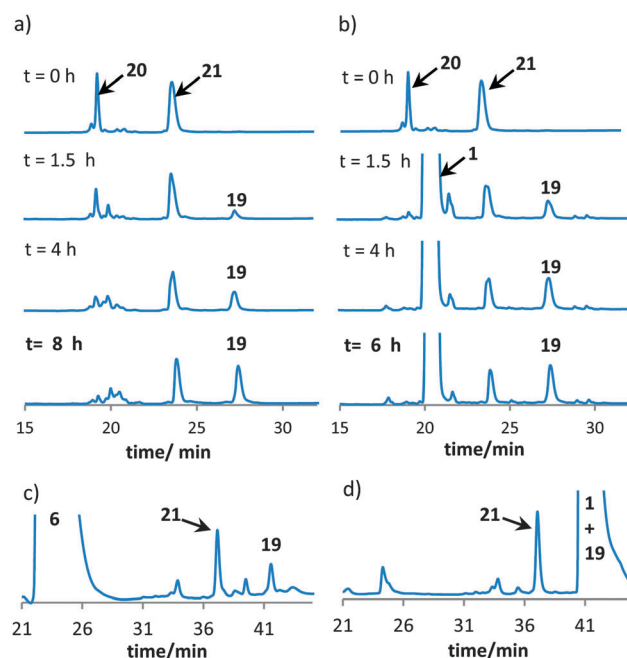 a)
t = 0 h
20
21
t = 1.5 h
19
t = 4 h
19
t= 8 h
19
15 20 25 30
time/ min
b)
t = 0 h
20
21
t = 1.5 h
1
19
t = 4 h
19
t= 6 h
19
15 20 25 30
time/min
c)
6
21
19
21 26 31 36 41
time/min
d)
21
1
+
19
21 26 31 36 41
time/min